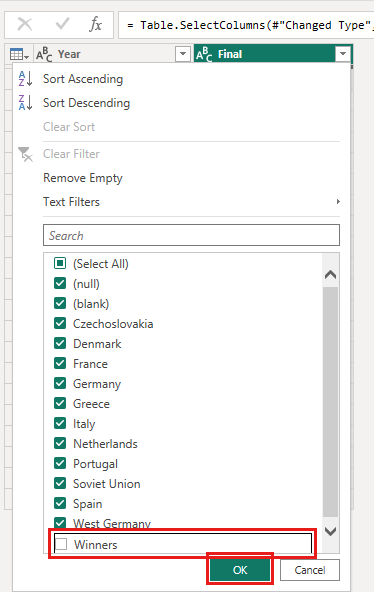 = Table.SelectColumns(#"Changed Type",
ABC Year ABC Final
Sort Ascending
Sort Descending
Clear Sort
Clear Filter
Remove Empty
Text Filters
Search
(Select All)
(null)
(blank)
Czechoslovakia
Denmark
France
Germany
Greece
Italy
Netherlands
Portugal
Soviet Union
Spain
West Germany
Winners
OK Cancel